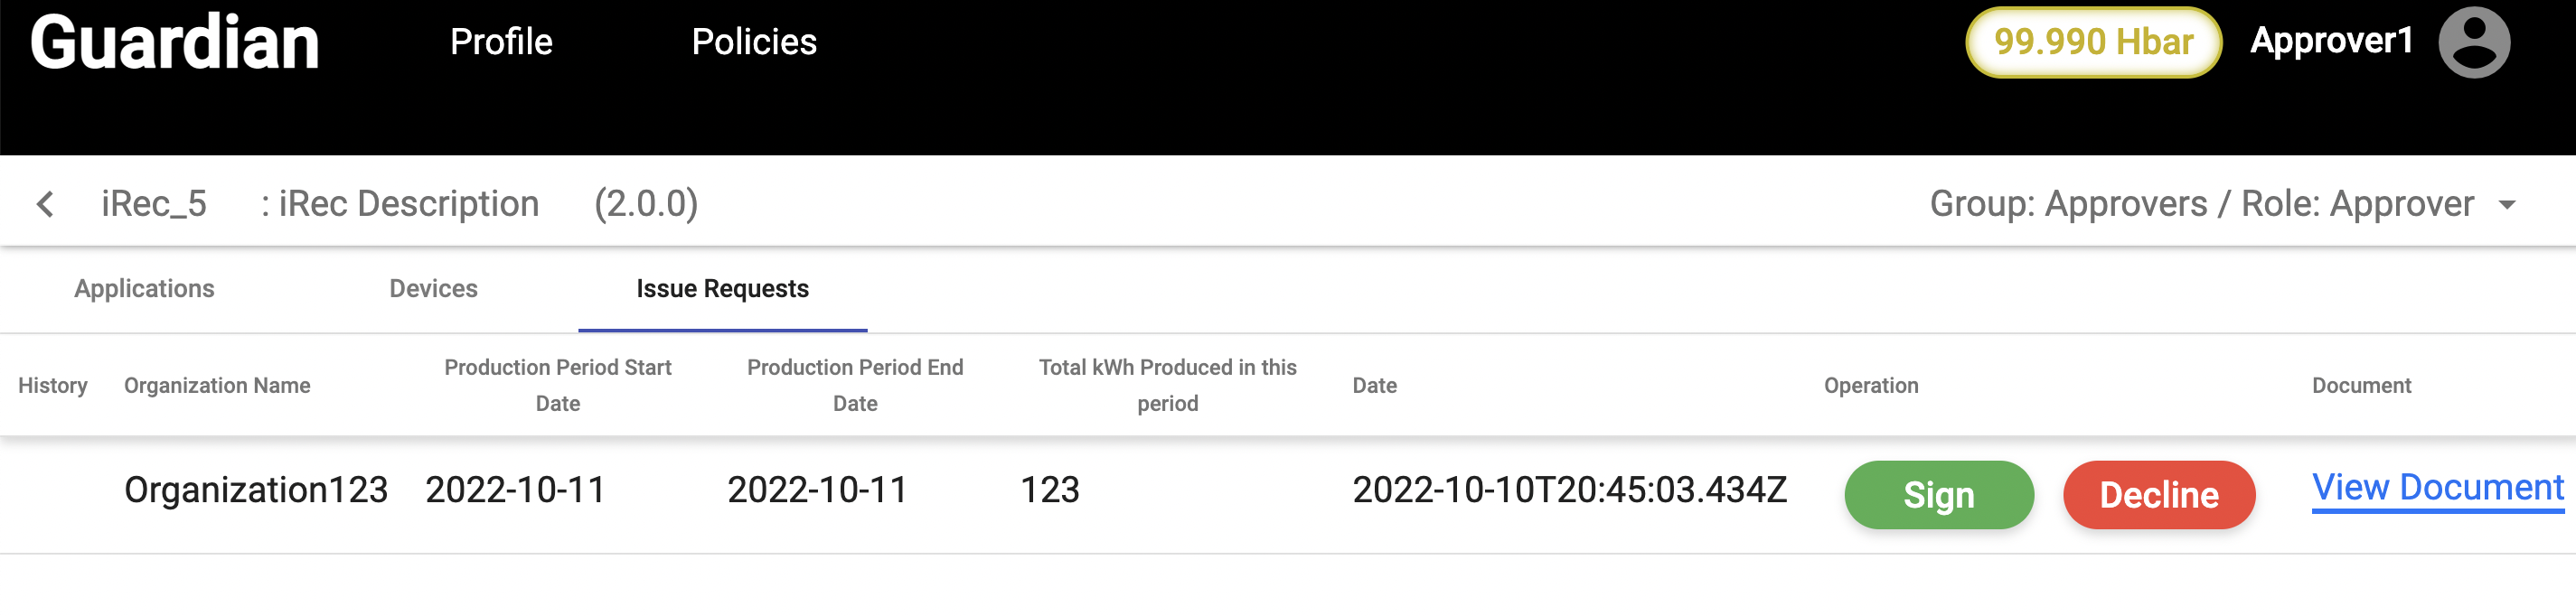 Guardian Profile Policies 99.990 Hbar Approver1
iRec_5 : iRec Description (2.0.0) Group: Approvers / Role: Approver
Applications Devices Issue Requests
History Organization Name Production Period Start Date Production Period End Date Total kWh Produced in this period Date Operation Document
Organization123 2022-10-11 2022-10-11 123 2022-10-10T20:45:03.434Z Sign Decline View Document